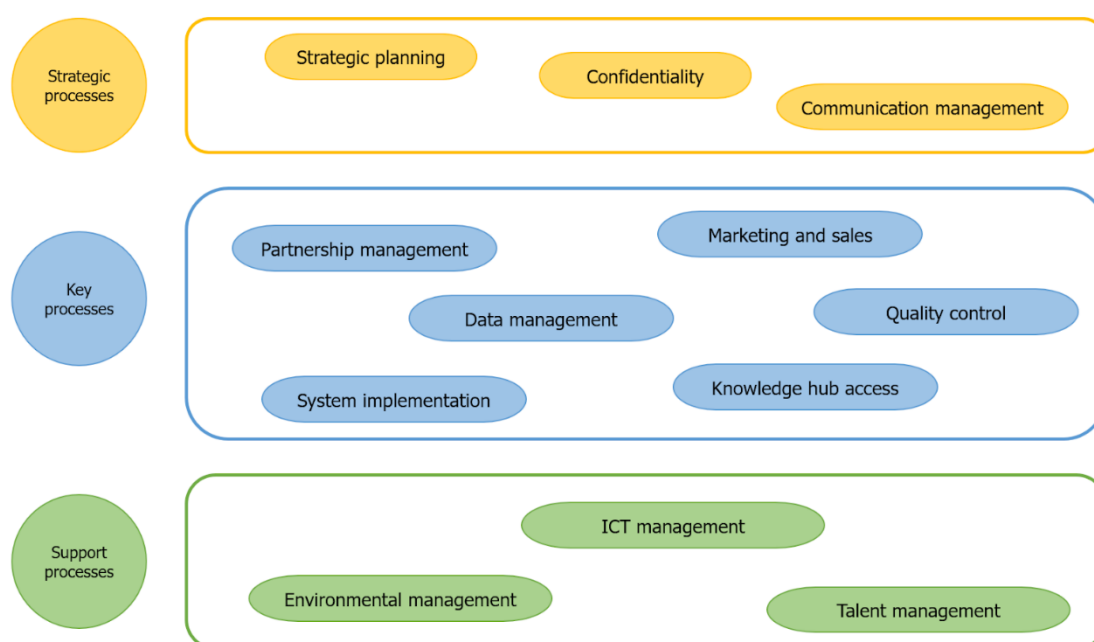 Strategic
processes
Strategic planning
Confidentiality
Communication management
Key
processes
Partnership management
Marketing and sales
Data management
Quality control
System implementation
Knowledge hub access
Support
processes
ICT management
Environmental management
Talent management